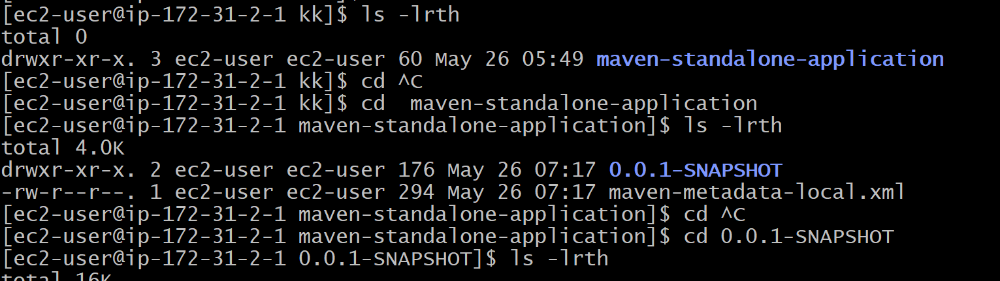 [ec2-user@ip-172-31-2-1 kk]$ ls -lrth
total 0
drwxr-xr-x. 3 ec2-user ec2-user 60 May 26 05:49 maven-standalone-application
[ec2-user@ip-172-31-2-1 kk]$ cd ^C
[ec2-user@ip-172-31-2-1 kk]$ cd  maven-standalone-application
[ec2-user@ip-172-31-2-1 maven-standalone-application]$ ls -lrth
total 4.0K
drwxr-xr-x. 2 ec2-user ec2-user 176 May 26 07:17 0.0.1-SNAPSHOT
-rw-r--r--. 1 ec2-user ec2-user 294 May 26 07:17 maven-metadata-local.xml
[ec2-user@ip-172-31-2-1 maven-standalone-application]$ cd ^C
[ec2-user@ip-172-31-2-1 maven-standalone-application]$ cd 0.0.1-SNAPSHOT
[ec2-user@ip-172-31-2-1 0.0.1-SNAPSHOT]$ ls -lrth
total 16K